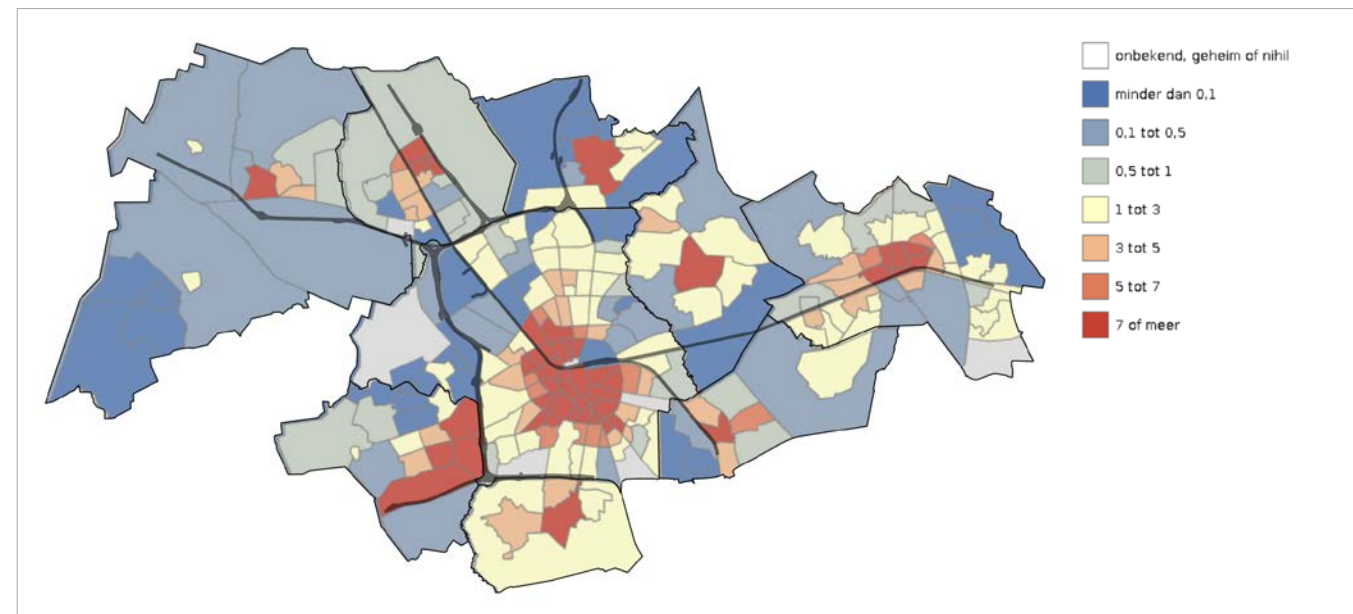 onbekend, geheim of nihil
minder dan 0,1
0,1 tot 0,5
0,5 tot 1
1 tot 3
3 tot 5
5 tot 7
7 of meer